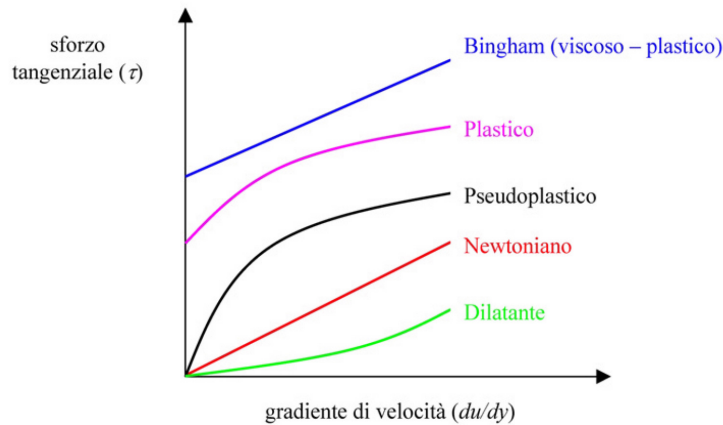 sforzo
tangenziale (τ)
Bingham (viscoso – plastico)
Plastico
Pseudoplastico
Newtoniano
Dilatante
gradiente di velocità (du/dy)